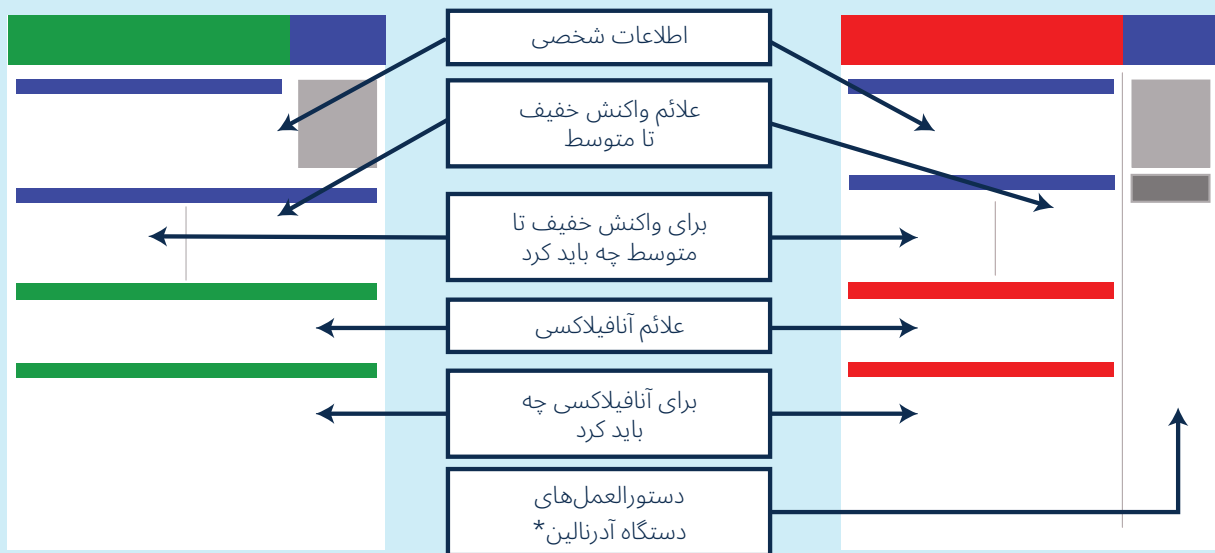 اطلاعات شخصی
علائم واکنش خفیف
تا متوسط
برای واکنش خفیف تا
متوسط چه باید کرد
علائم آنافیلاکسی
برای آنافیلاکسی چه
باید کرد
دستورالعمل‌های
دستگاه آدرنالین*